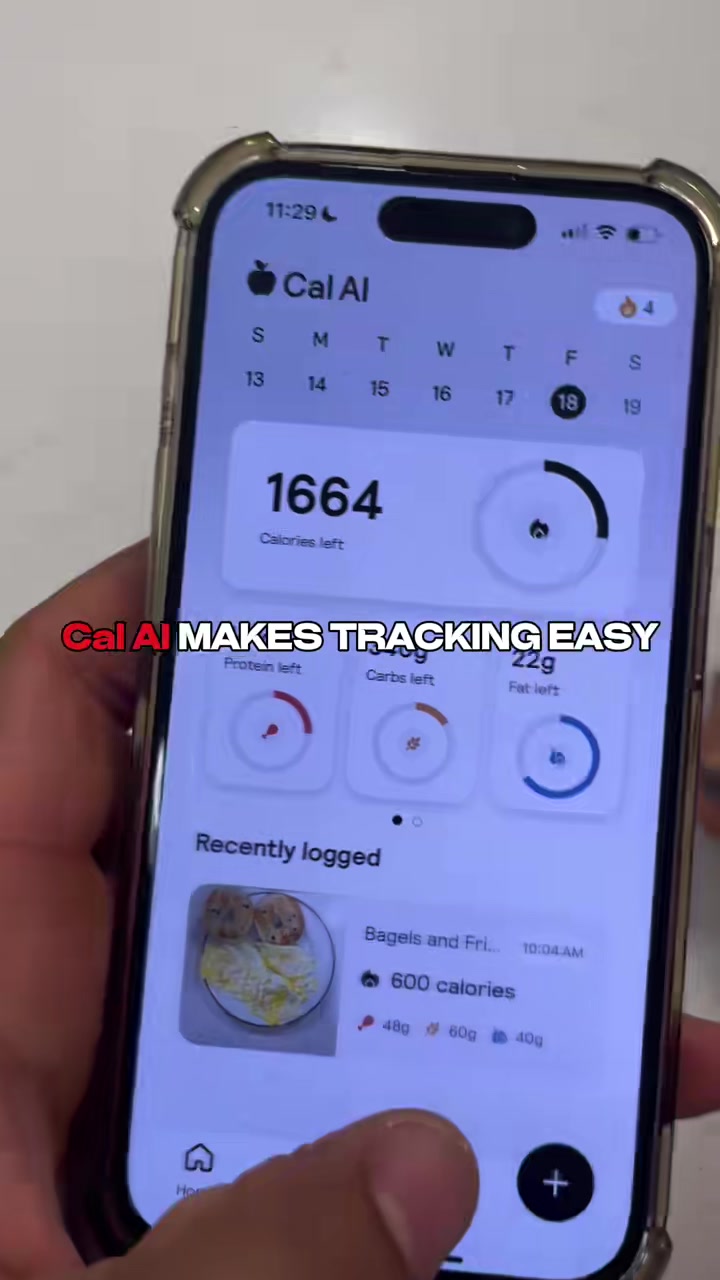 11:29
Cal AI
4
S M T W T F S
13 14 15 16 17 18 19
1664
Calories left
Cal AI MAKES TRACKING EASY
22g
Protein left
Carbs left
Fat left
Recently logged
Bagels and Fri... 10:04 AM
600 calories
48g 60g 40g